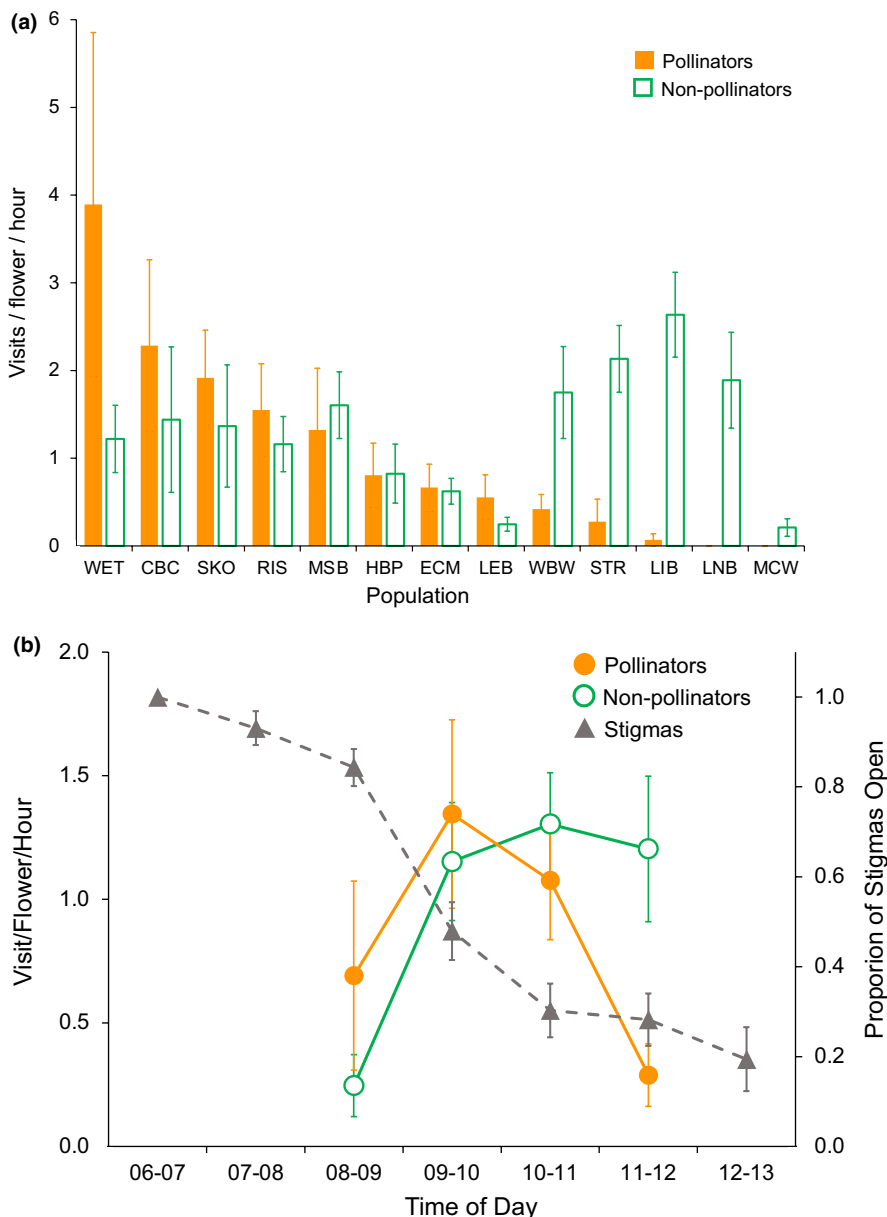 (a)
6
5
4
3
2
1
0
Visits / flower / hour
Pollinators
Non-pollinators
WET CBC SKO RIS MSB HBP ECM LEB WBW STR LIB LNB MCW
Population
(b)
2.0
1.5
1.0
0.5
0.0
Visit/Flower/Hour
Pollinators
Non-pollinators
Stigmas
1.0
0.8
0.6
0.4
0.2
0.0
Proporion of Stigmas Open
06-07 07-08 08-09 09-10 10-11 11-12 12-13
Time of Day